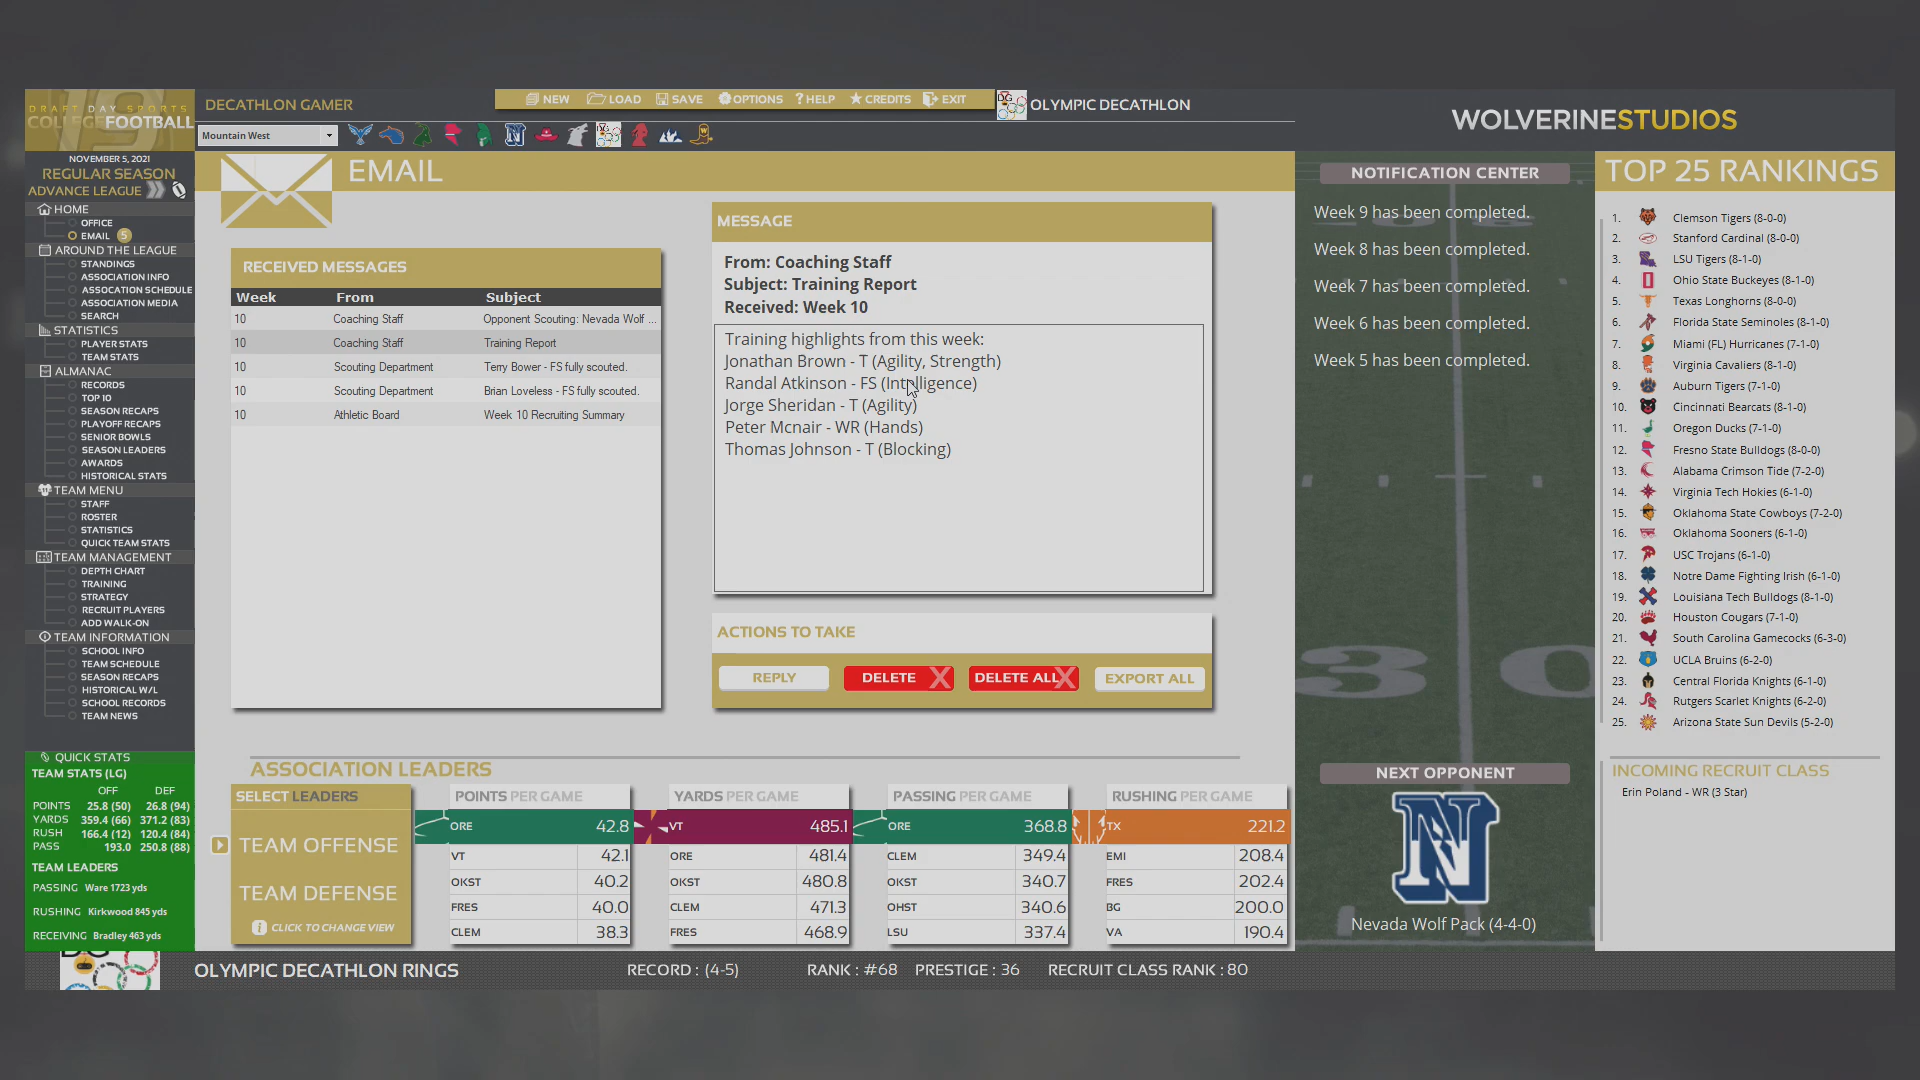 DRAFT DAY SPORTS
COLLEGE FOOTBALL
DECATHLON GAMER
NEW LOAD SAVE OPTIONS ? HELP CREDITS EXIT
OLYMPIC DECATHLON
WOLVERINESTUDIOS
Mountain West
NOVEMBER 5, 2021
REGULAR SEASON
ADVANCE LEAGUE
HOME
OFFICE
EMAIL 5
AROUND THE LEAGUE
STANDINGS
ASSOCIATION INFO
ASSOCATION SCHEDULE
ASSOCIATION MEDIA
SEARCH
STATISTICS
PLAYER STATS
TEAM STATS
ALMANAC
RECORDS
TOP 10
SEASON RECAPS
PLAYOFF RECAPS
SENIOR BOWLS
SEASON LEADERS
AWARDS
HISTORICAL STATS
TEAM MENU
STAFF
ROSTER
STATISTICS
QUICK TEAM STATS
TEAM MANAGEMENT
DEPTH CHART
TRAINING
STRATEGY
RECRUIT PLAYERS
ADD WALK-ON
TEAM INFORMATION
SCHOOL INFO
TEAM SCHEDULE
SEASON RECAPS
HISTORICAL W/L
SCHOOL RECORDS
TEAM NEWS
QUICK STATS
TEAM STATS (LG)
OFF DEF
POINTS 25.8 (50) 26.8 (94)
YARDS 359.4 (66) 371.2 (83)
RUSH 166.4 (12) 120.4 (84)
PASS 193.0 250.8 (88)
TEAM LEADERS
PASSING Ware 1723 yds
RUSHING Kirkwood 845 yds
RECEIVING Bradley 463 yds
EMAIL
RECEIVED MESSAGES
Week From Subject
10 Coaching Staff Opponent Scouting: Nevada Wolf ...
10 Coaching Staff Training Report
10 Scouting Department Terry Bower - FS fully scouted.
10 Scouting Department Brian Loveless - FS fully scouted.
10 Athletic Board Week 10 Recruiting Summary
MESSAGE
From: Coaching Staff
Subject: Training Report
Received: Week 10
Training highlights from this week:
Jonathan Brown - T (Agility, Strength)
Randal Atkinson - FS (Intelligence)
Jorge Sheridan - T (Agility)
Peter Mcnair - WR (Hands)
Thomas Johnson - T (Blocking)
ACTIONS TO TAKE
REPLY DELETE X DELETE ALL X EXPORT ALL
ASSOCIATION LEADERS
SELECT LEADERS
TEAM OFFENSE
TEAM DEFENSE
CLICK TO CHANGE VIEW
POINTS PER GAME
ORE 42.8
VT 42.1
OKST 40.2
FRES 40.0
CLEM 38.3
YARDS PER GAME
VT 485.1
ORE 481.4
OKST 480.8
CLEM 471.3
FRES 468.9
PASSING PER GAME
ORE 368.8
CLEM 349.4
OKST 340.7
OHST 340.6
LSU 337.4
RUSHING PER GAME
TX 221.2
EMI 208.4
FRES 202.4
BG 200.0
VA 190.4
NOTIFICATION CENTER
Week 9 has been completed.
Week 8 has been completed.
Week 7 has been completed.
Week 6 has been completed.
Week 5 has been completed.
3 0
NEXT OPPONENT
N
Nevada Wolf Pack (4-4-0)
TOP 25 RANKINGS
1. Clemson Tigers (8-0-0)
2. Stanford Cardinal (8-0-0)
3. LSU Tigers (8-1-0)
4. Ohio State Buckeyes (8-1-0)
5. Texas Longhorns (8-0-0)
6. Florida State Seminoles (8-1-0)
7. Miami (FL) Hurricanes (7-1-0)
8. Virginia Cavaliers (8-1-0)
9. Auburn Tigers (7-1-0)
10. Cincinnati Bearcats (8-1-0)
11. Oregon Ducks (7-1-0)
12. Fresno State Bulldogs (8-0-0)
13. Alabama Crimson Tide (7-2-0)
14. Virginia Tech Hokies (6-1-0)
15. Oklahoma State Cowboys (7-2-0)
16. Oklahoma Sooners (6-1-0)
17. USC Trojans (6-1-0)
18. Notre Dame Fighting Irish (6-1-0)
19. Louisiana Tech Bulldogs (8-1-0)
20. Houston Cougars (7-1-0)
21. South Carolina Gamecocks (6-3-0)
22. UCLA Bruins (6-2-0)
23. Central Florida Knights (6-1-0)
24. Rutgers Scarlet Knights (6-2-0)
25. Arizona State Sun Devils (5-2-0)
INCOMING RECRUIT CLASS
Erin Poland - WR (3 Star)
OLYMPIC DECATHLON RINGS
RECORD : (4-5)
RANK : #68
PRESTIGE : 36
RECRUIT CLASS RANK : 80